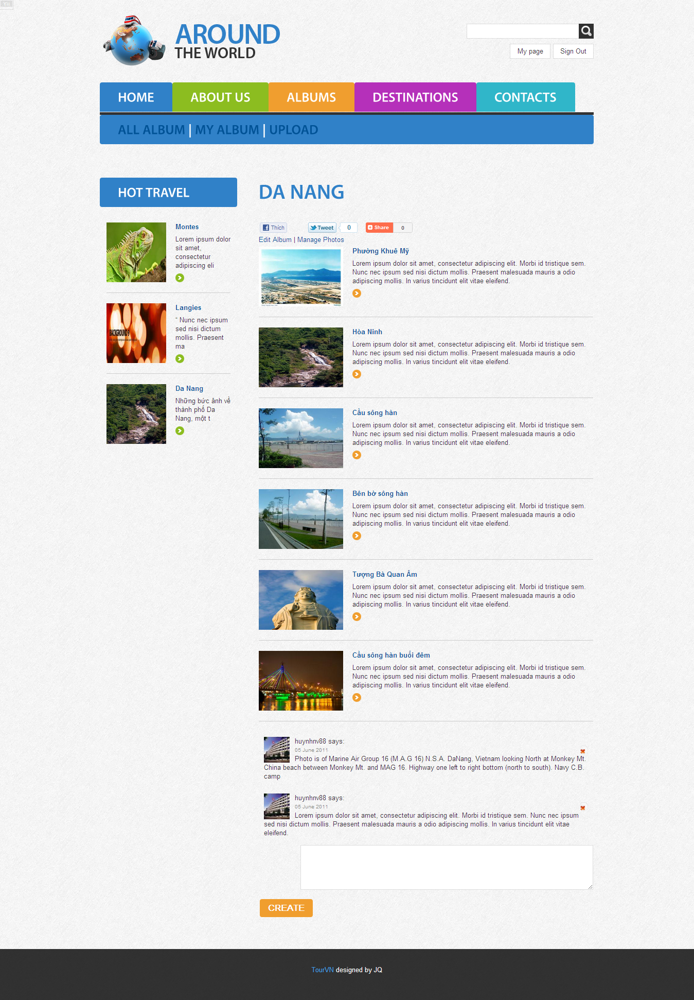 AROUND
THE WORLD
My page
Sign Out
HOME
ABOUT US
ALBUMS
DESTINATIONS
CONTACTS
ALL ALBUM | MY ALBUM | UPLOAD
HOT TRAVEL
Montes
Lorem ipsum dolor
sit amet,
consectetur
adipiscing eli
Langies
BACKGROUND 9
“ Nunc nec ipsum
sed nisi dictum
mollis. Praesent
ma
Da Nang
Những bức ảnh về
thành phố Da
Nang, một t
DA NANG
Thích
Tweet
0
Share
0
Edit Album | Manage Photos
Phường Khuê Mỹ
Lorem ipsum dolor sit amet, consectetur adipiscing elit. Morbi id tristique sem.
Nunc nec ipsum sed nisi dictum mollis. Praesent malesuada mauris a odio
adipiscing mollis. In varius tincidunt elit vitae eleifend.
Hòa Ninh
Lorem ipsum dolor sit amet, consectetur adipiscing elit. Morbi id tristique sem.
Nunc nec ipsum sed nisi dictum mollis. Praesent malesuada mauris a odio
adipiscing mollis. In varius tincidunt elit vitae eleifend.
Cầu sông hàn
Lorem ipsum dolor sit amet, consectetur adipiscing elit. Morbi id tristique sem.
Nunc nec ipsum sed nisi dictum mollis. Praesent malesuada mauris a odio
adipiscing mollis. In varius tincidunt elit vitae eleifend.
Bên bờ sông hàn
Lorem ipsum dolor sit amet, consectetur adipiscing elit. Morbi id tristique sem.
Nunc nec ipsum sed nisi dictum mollis. Praesent malesuada mauris a odio
adipiscing mollis. In varius tincidunt elit vitae eleifend.
Tượng Bà Quan Âm
Lorem ipsum dolor sit amet, consectetur adipiscing elit. Morbi id tristique sem.
Nunc nec ipsum sed nisi dictum mollis. Praesent malesuada mauris a odio
adipiscing mollis. In varius tincidunt elit vitae eleifend.
Cầu sông hàn buổi đêm
Lorem ipsum dolor sit amet, consectetur adipiscing elit. Morbi id tristique sem.
Nunc nec ipsum sed nisi dictum mollis. Praesent malesuada mauris a odio
adipiscing mollis. In varius tincidunt elit vitae eleifend.
huynhnv88 says:
05 June 2011
Photo is of Marine Air Group 16 (M.A.G 16) N.S.A. DaNang, Vietnam looking North at Monkey Mt.
China beach between Monkey Mt. and MAG 16. Highway one left to right bottom (north to south). Navy C.B.
camp
huynhnv88 says:
05 June 2011
Lorem ipsum dolor sit amet, consectetur adipiscing elit. Morbi id tristique sem. Nunc nec ipsum
sed nisi dictum mollis. Praesent malesuada mauris a odio adipiscing mollis. In varius tincidunt elit vitae
eleifend.
CREATE
TourVN designed by JQ